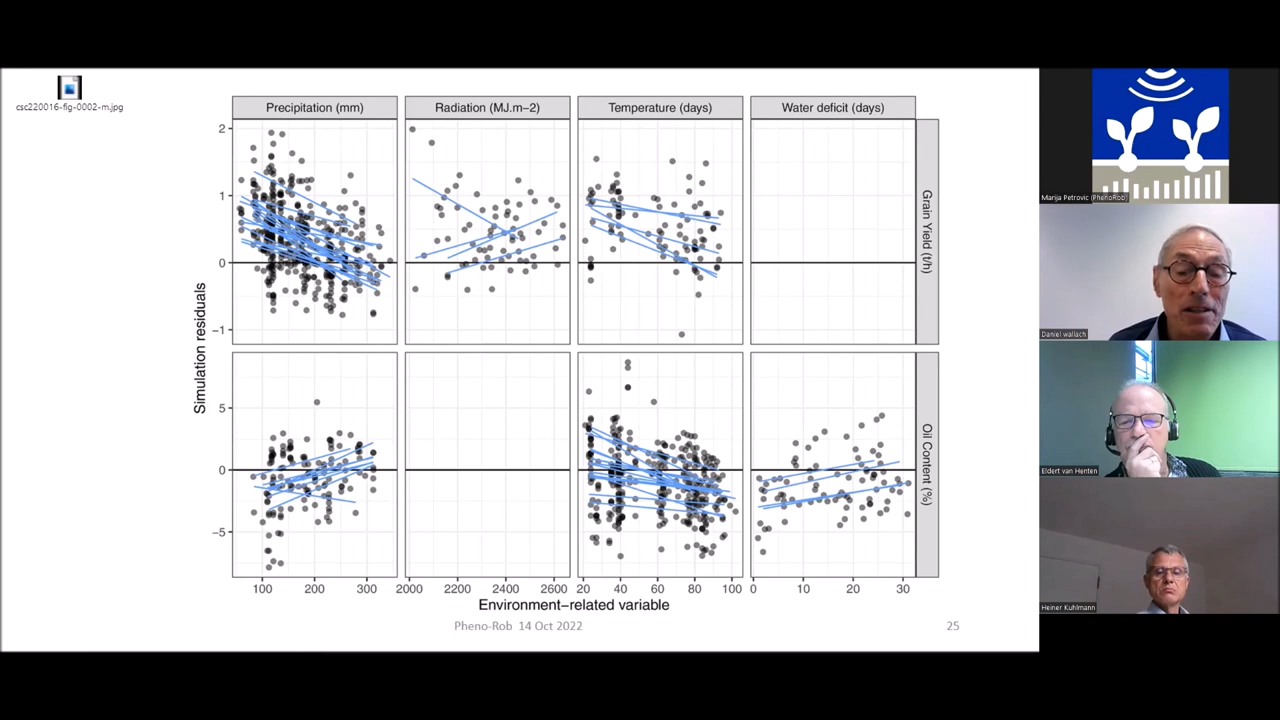 csc220016-fig-0002-m.jpg
Precipitation (mm)
Radiation (MJ.m−2)
Temperature (days)
Water deficit (days)
Simulation residuals
2
1
0
−1
Grain Yield (t/h)
5
0
−5
Oil Content (%)
100 200 300
2000 2200 2400 2600
20 40 60 80 100
0 10 20 30
Environment−related variable
Pheno-Rob 14 Oct 2022
25
Marija Petrovic (PhenoRob)
Daniel wallach
Eldert van Henten
Heiner Kuhlmann